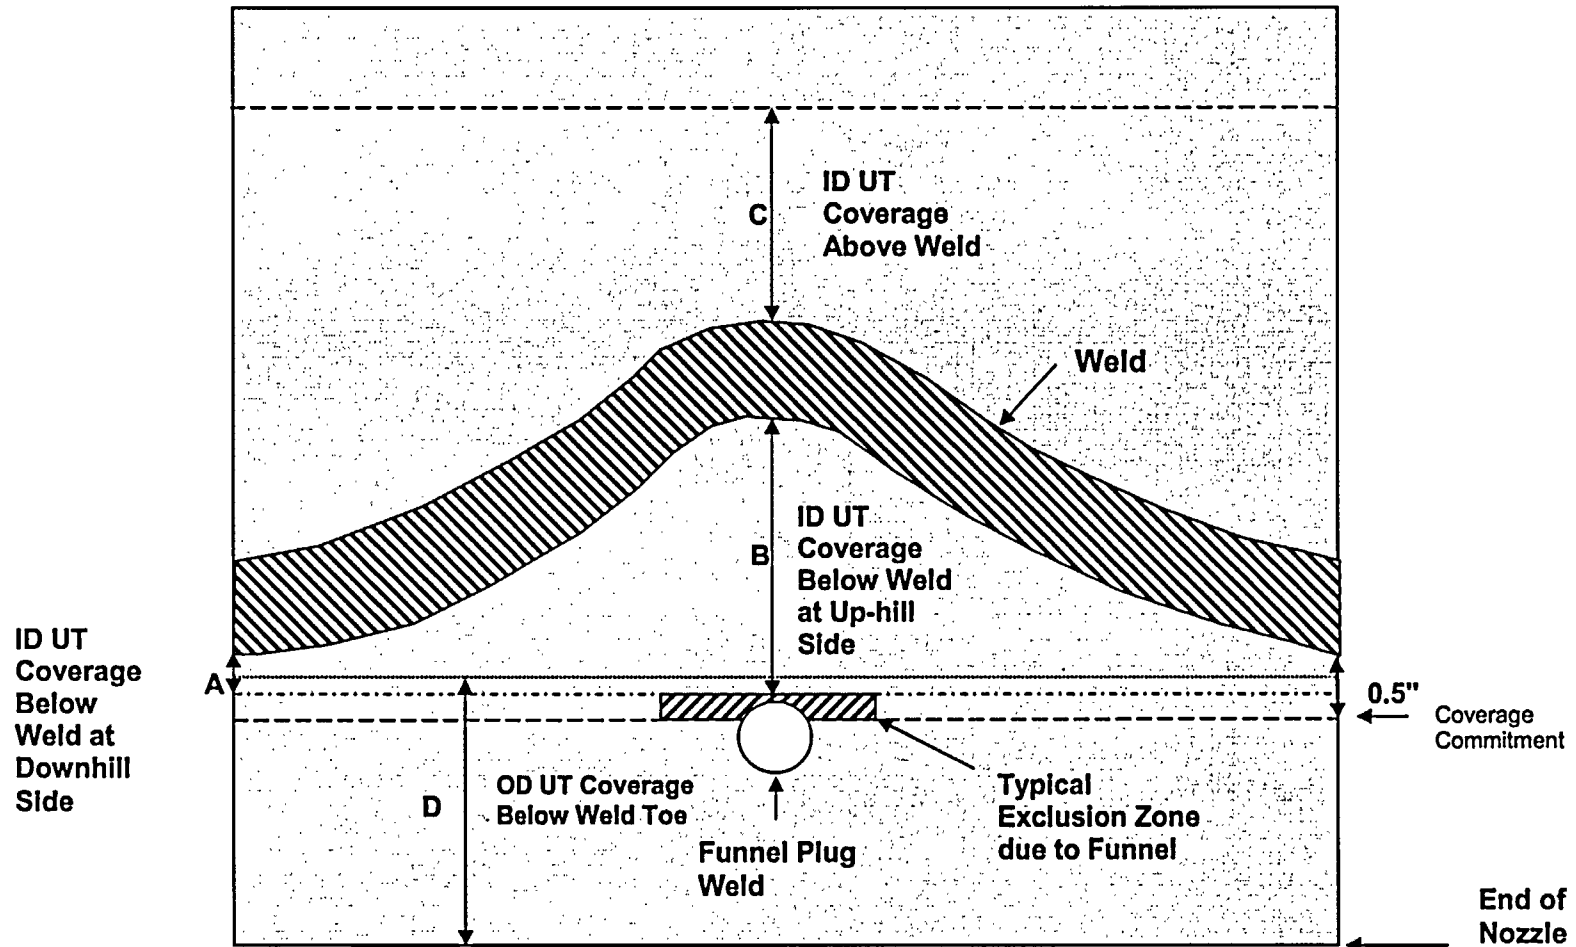 C
ID UT
Coverage
Above Weld
Weld
B
ID UT
Coverage
Below Weld
at Up-hill
Side
ID UT
Coverage
Below
Weld at
Downhill
Side
A
0.5"
Coverage
Commitment
D
OD UT Coverage
Below Weld Toe
Funnel Plug
Weld
Typical
Exclusion Zone
due to Funnel
End of
Nozzle